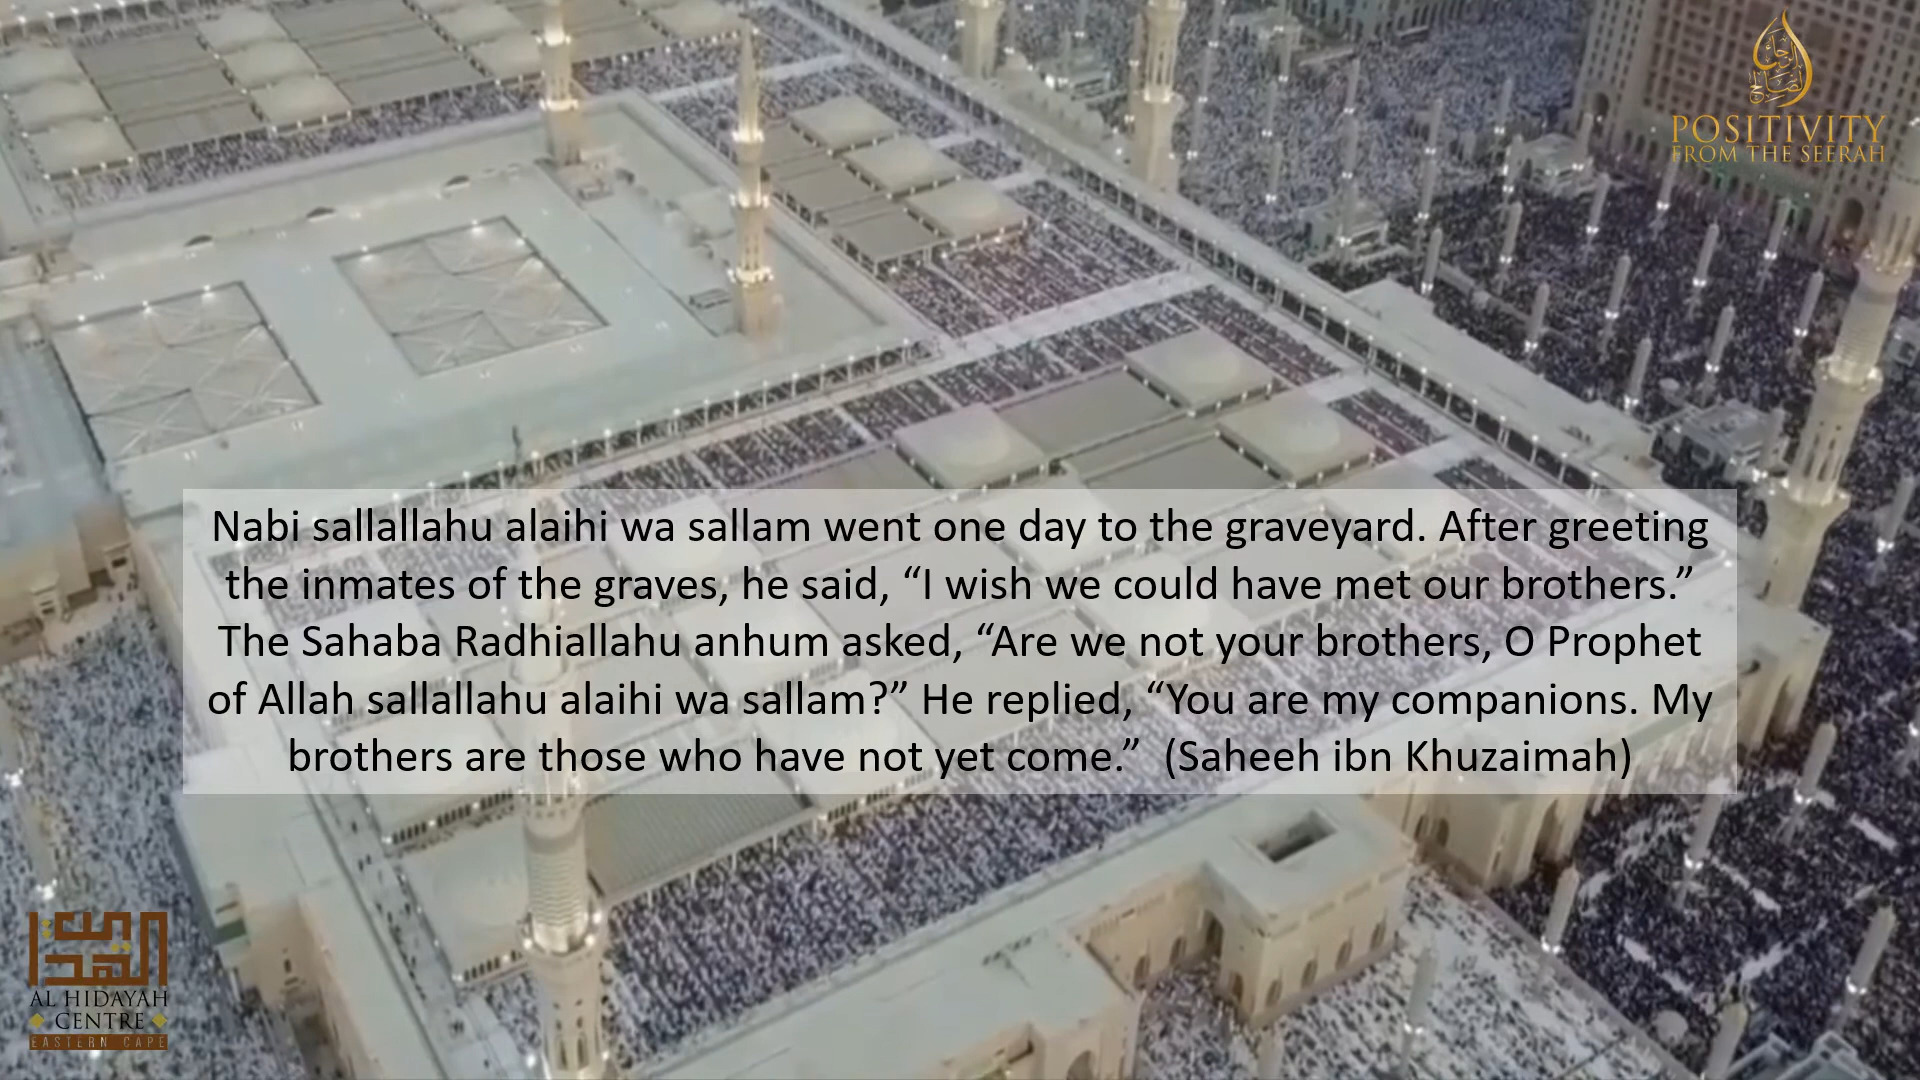 POSITIVITY
FROM THE SEERAH
Nabi sallallahu alaihi wa sallam went one day to the graveyard. After greeting
the inmates of the graves, he said, “I wish we could have met our brothers.”
The Sahaba Radhiallahu anhum asked, “Are we not your brothers, O Prophet
of Allah sallallahu alaihi wa sallam?” He replied, “You are my companions. My
brothers are those who have not yet come.”  (Saheeh ibn Khuzaimah)
AL HIDAYAH
CENTRE
EASTERN CAPE